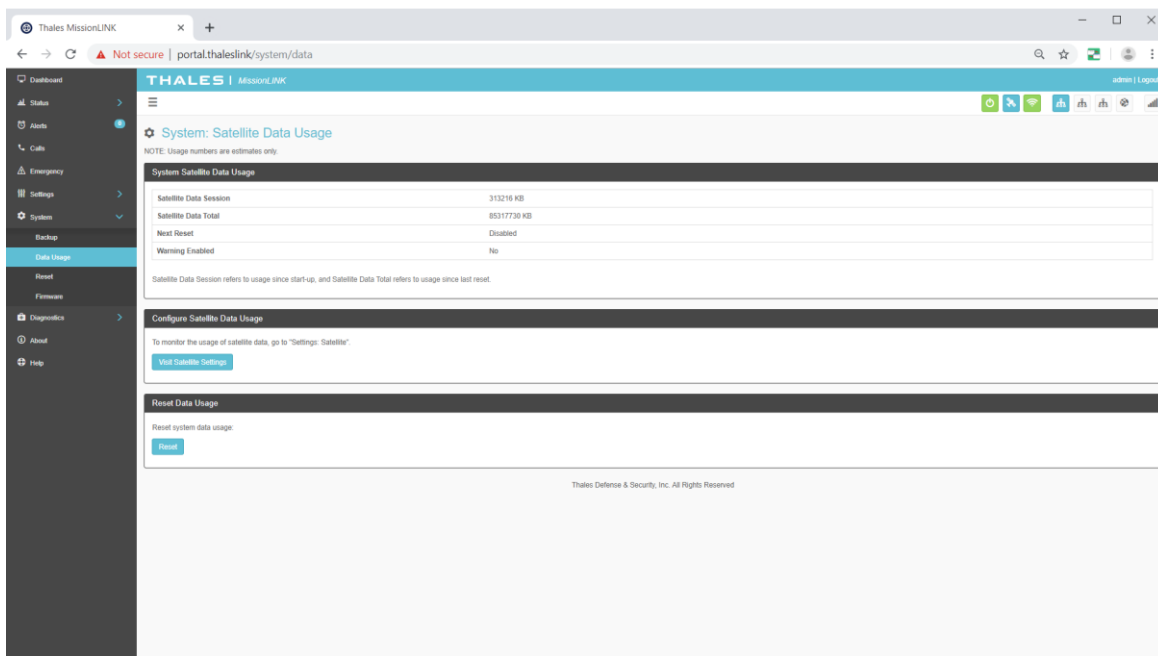 Thales MissionLINK
Not secure | portal.thaleslink/system/data
Dashboard
THALES | MissionLINK
admin | Logout
Status
Alerts
0
Calls
Emergency
Settings
System
Backup
Data Usage
Reset
Firmware
Diagnostics
About
Help
System: Satellite Data Usage
NOTE: Usage numbers are estimates only.
System Satellite Data Usage
Satellite Data Session 313216 KB
Satellite Data Total 85317730 KB
Next Reset Disabled
Warning Enabled No
Satellite Data Session refers to usage since start-up, and Satellite Data Total refers to usage since last reset.
Configure Satellite Data Usage
To monitor the usage of satellite data, go to "Settings: Satellite".
Visit Satellite Settings
Reset Data Usage
Reset system data usage:
Reset
Thales Defense & Security, Inc. All Rights Reserved